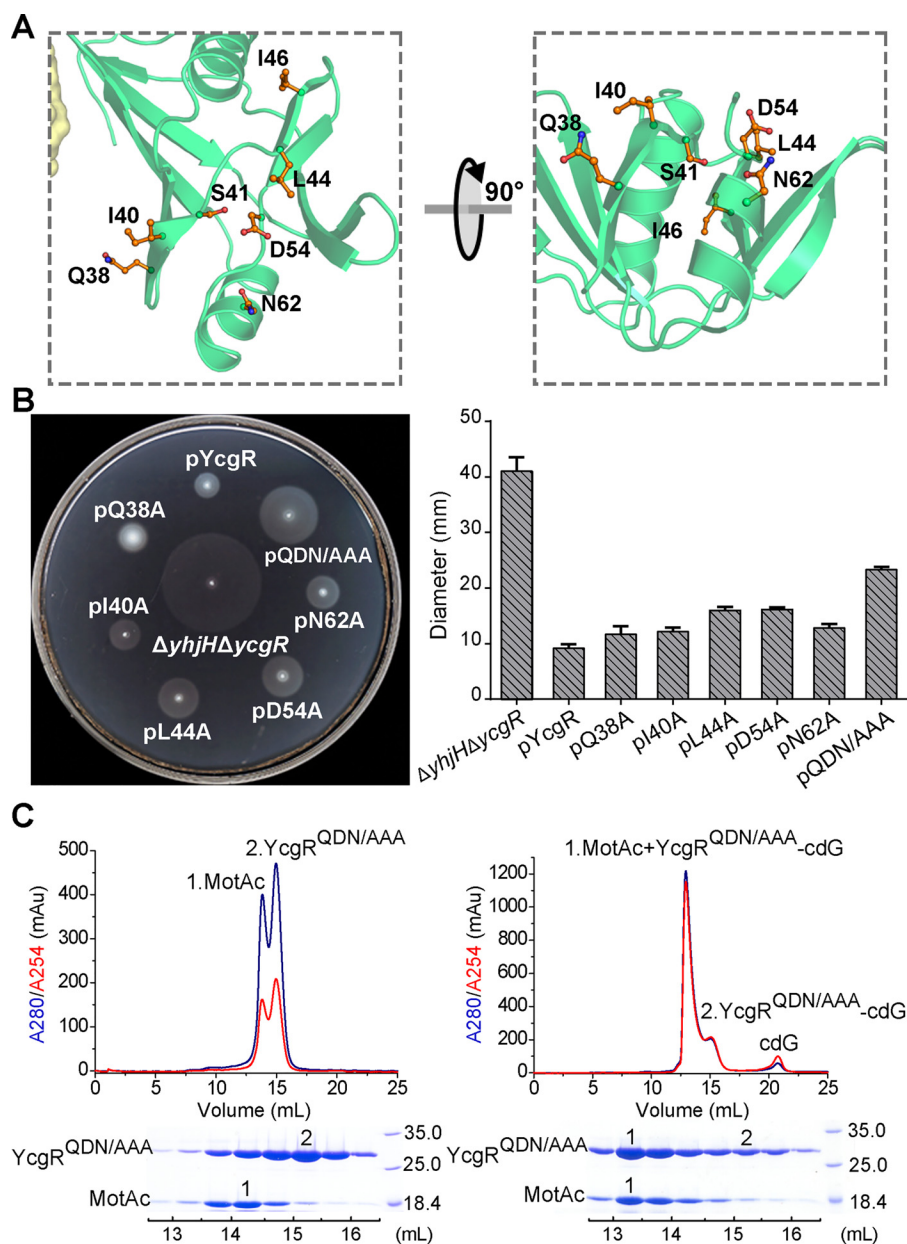 A
I46
L44
S41
I40
D54
Q38
N62
90°
I40
D54
Q38
L44
S41
N62
I46
B
pYcgR
pQ38A
pQDN/AAA
pI40A
pN62A
ΔyhjHΔycgR
pD54A
pL44A
Diameter (mm)
50
40
30
20
10
0
ΔyhjHΔycgR
pYcgR
pQ38A
pI40A
pL44A
pD54A
pN62A
pQDN/AAA
C
2.YcgR^QDN/AAA
1.MotAc
A280/A254 (mAu)
500
400
300
200
100
0
0 5 10 15 20 25
Volume (mL)
YcgR^QDN/AAA
MotAc
2
1
35.0
25.0
18.4
13 14 15 16 (mL)
1.MotAc+YcgR^QDN/AAA-cdG
2.YcgR^QDN/AAA-cdG
cdG
A280/A254 (mAu)
1200
1000
800
600
400
200
0
0 5 10 15 20 25
Volume (mL)
YcgR^QDN/AAA
MotAc
1 2
1
35.0
25.0
18.4
13 14 15 16 (mL)